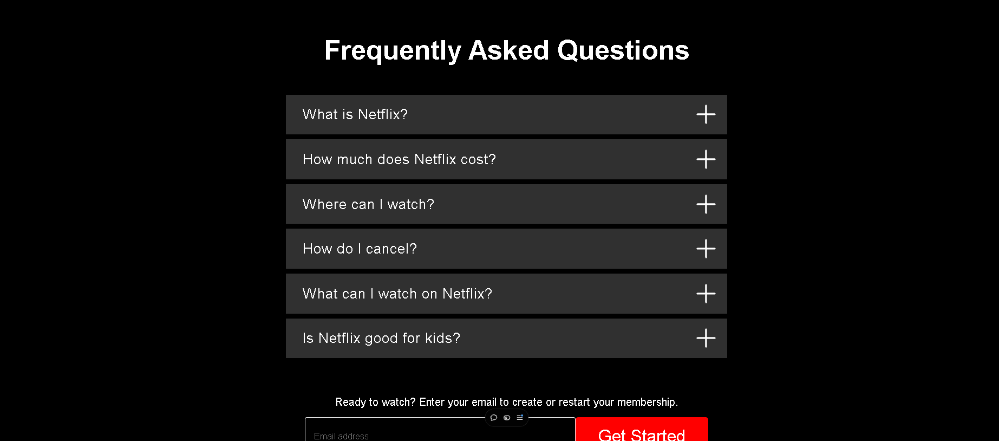 Frequently Asked Questions
What is Netflix?
How much does Netflix cost?
Where can I watch?
How do I cancel?
What can I watch on Netflix?
Is Netflix good for kids?
Ready to watch? Enter your email to create or restart your membership.
Email address
Get Started